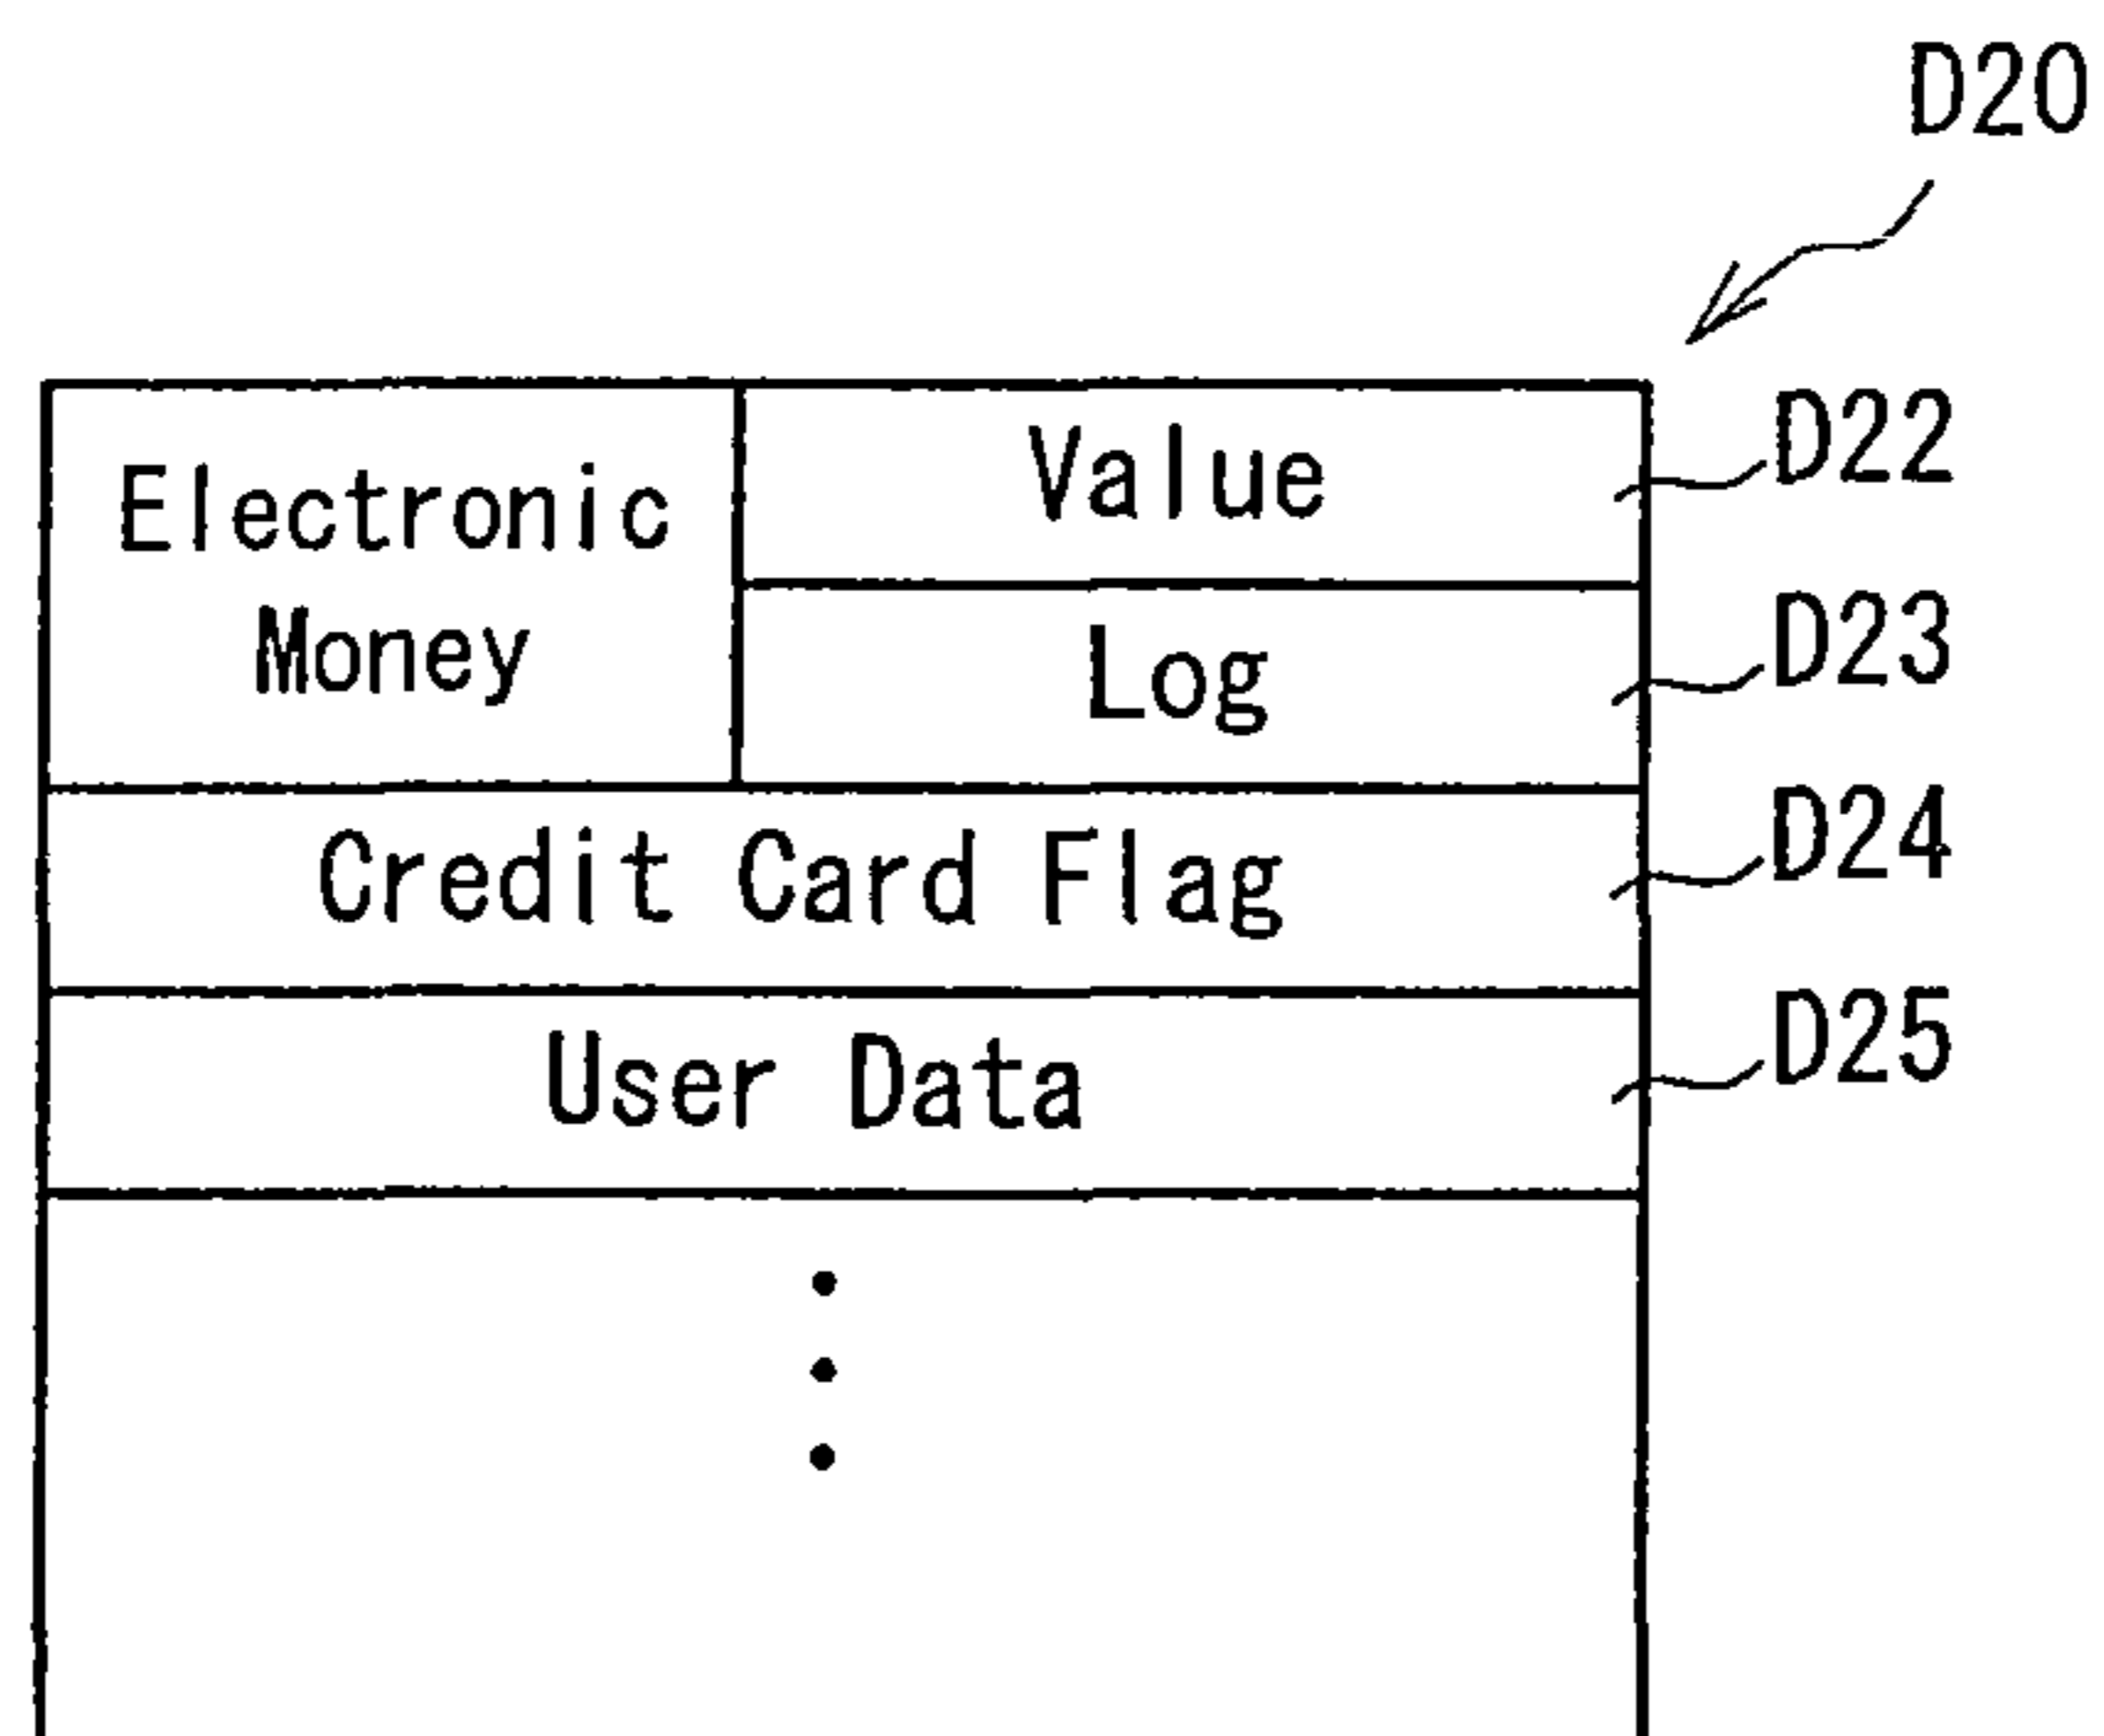 D20
Electronic
Money
Value
D22
Log
D23
Credit Card Flag
D24
User Data
D25